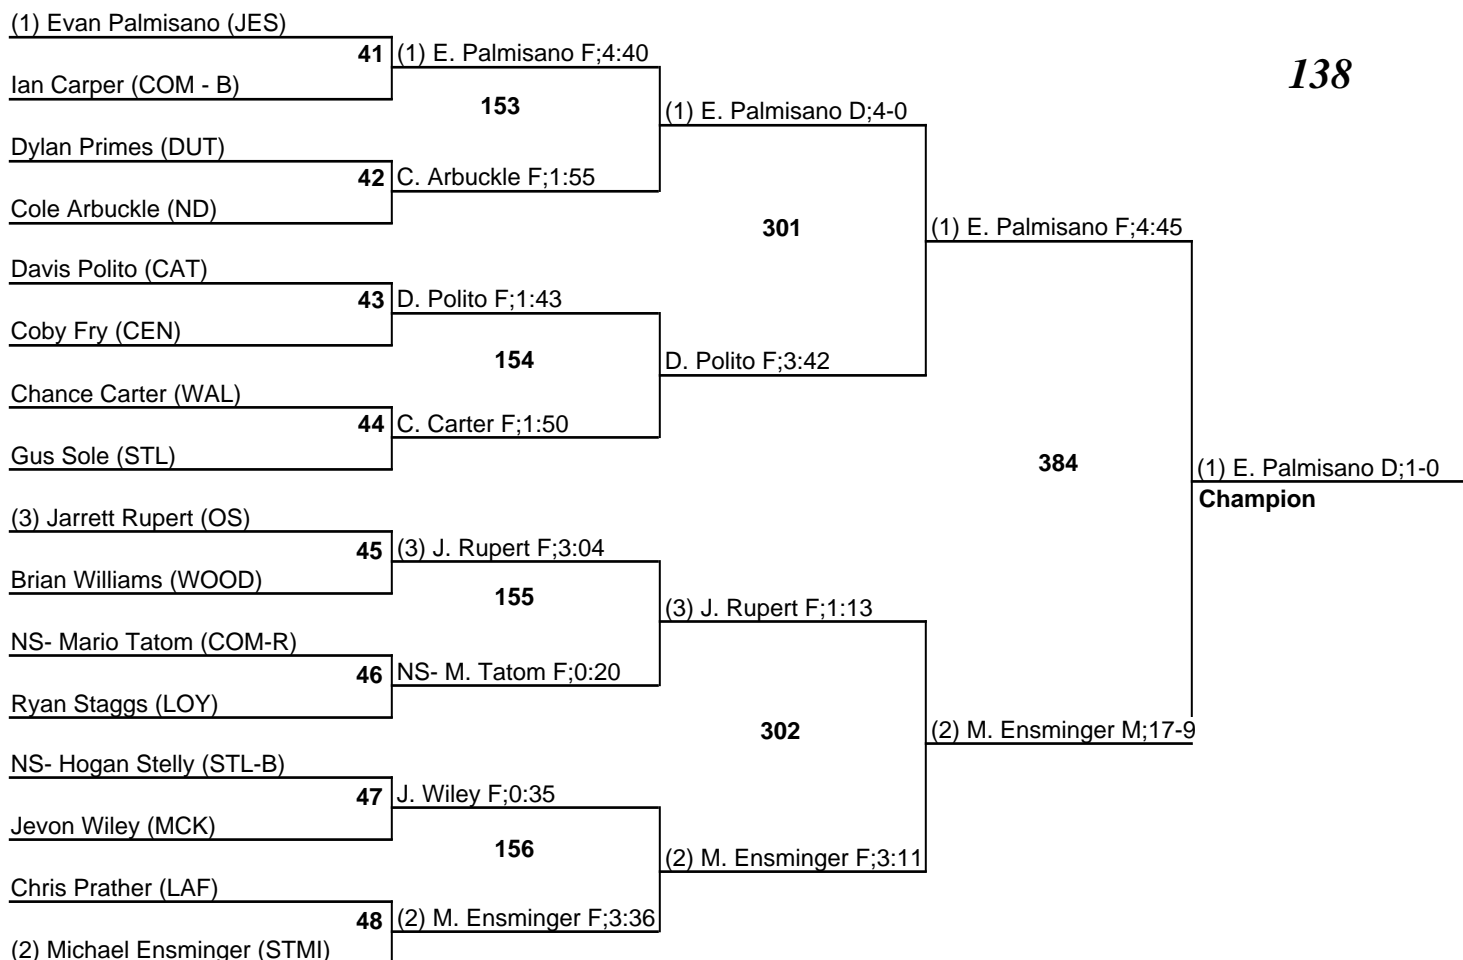 (1) Evan Palmisano (JES)
41 (1) E. Palmisano F;4:40
138
Ian Carper (COM - B)
153
(1) E. Palmisano D;4-0
Dylan Primes (DUT)
42 C. Arbuckle F;1:55
Cole Arbuckle (ND)
301
(1) E. Palmisano F;4:45
Davis Polito (CAT)
43 D. Polito F;1:43
Coby Fry (CEN)
154
D. Polito F;3:42
Chance Carter (WAL)
44 C. Carter F;1:50
Gus Sole (STL)
384
(1) E. Palmisano D;1-0
Champion
(3) Jarrett Rupert (OS)
45 (3) J. Rupert F;3:04
Brian Williams (WOOD)
155
(3) J. Rupert F;1:13
NS- Mario Tatom (COM-R)
46 NS- M. Tatom F;0:20
Ryan Staggs (LOY)
302
(2) M. Ensminger M;17-9
NS- Hogan Stelly (STL-B)
47 J. Wiley F;0:35
Jevon Wiley (MCK)
156
(2) M. Ensminger F;3:11
Chris Prather (LAF)
48 (2) M. Ensminger F;3:36
(2) Michael Ensminger (STMI)